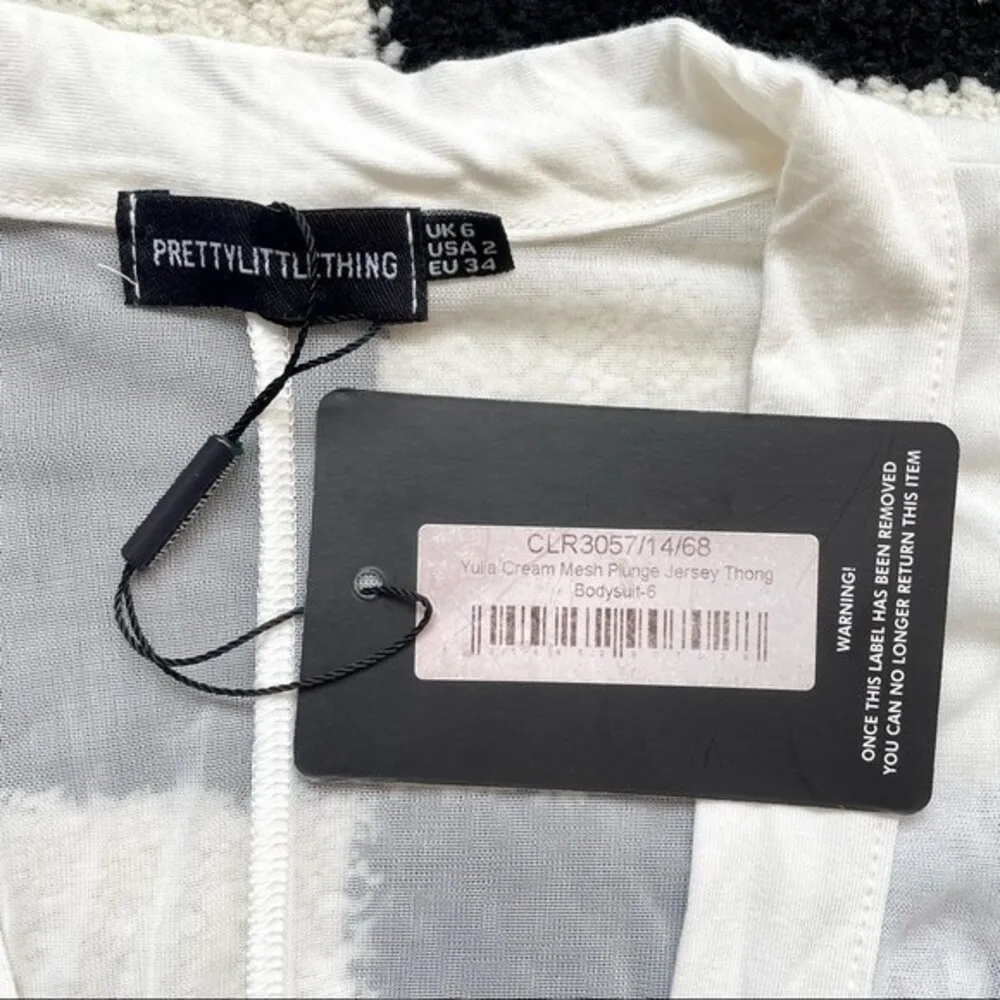 PRETTYLITTLETHING
UK 6
USA 2
EU 34
CLR3057/14/68
Yulia Cream Mesh Plunge Jersey Thong
Bodysuit-6
WARNING!
ONCE THIS LABEL HAS BEEN REMOVED
YOU CAN NO LONGER RETURN THIS ITEM